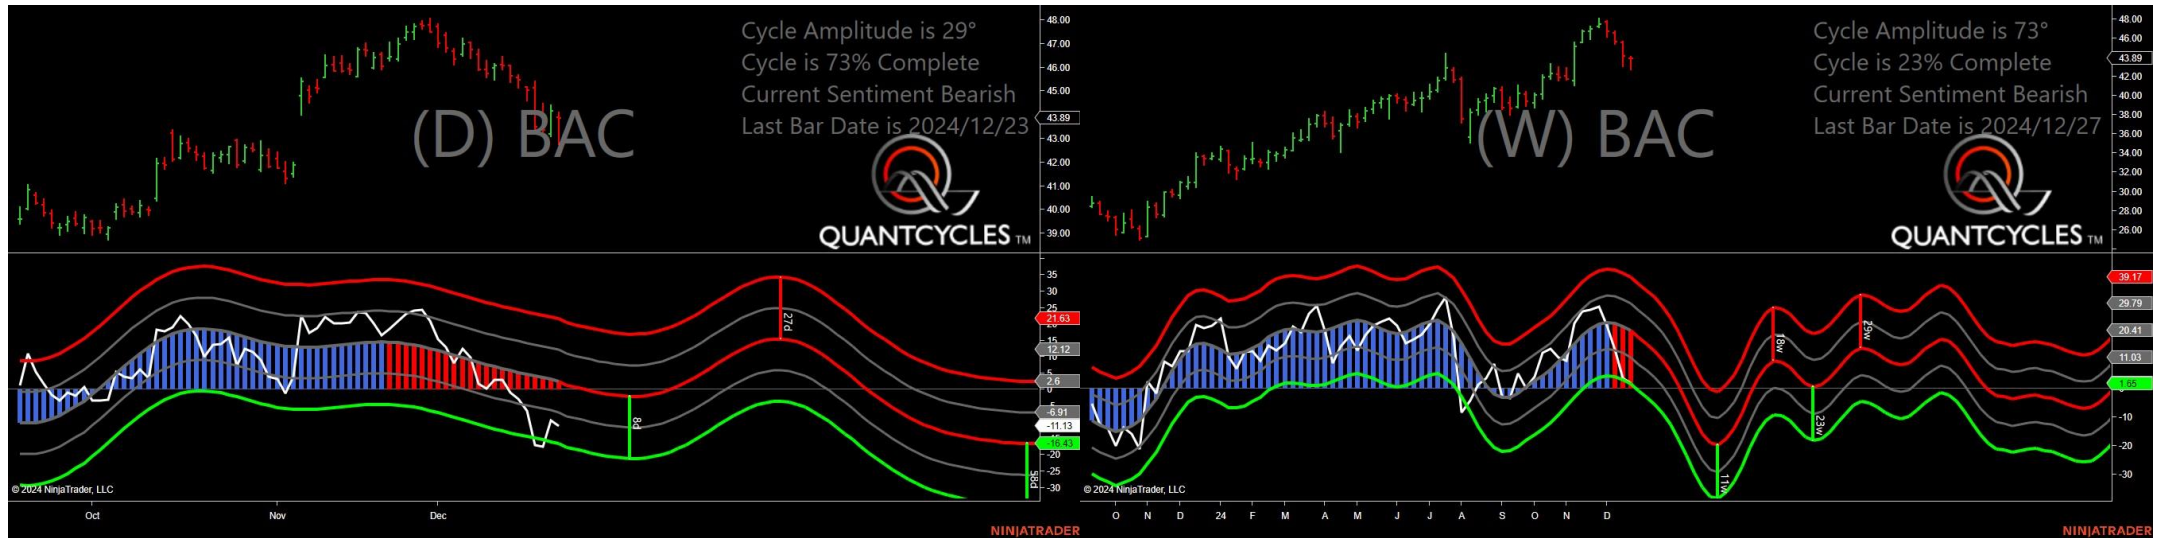 Cycle Amplitude is 29°
Cycle is 73% Complete
Current Sentiment Bearish
Last Bar Date is 2024/12/23
(D) BAC
QUANTCYCLES TM
48.00
47.00
46.00
45.00
43.89
43.00
42.00
41.00
40.00
39.00
35
30
25
21.63
15
12.12
10
5
2.6
-6.91
-11.13
-16.43
-20
-25
-30
27d
8d
58d
© 2024 NinjaTrader, LLC
Oct
Nov
Dec
NINJATRADER
Cycle Amplitude is 73°
Cycle is 23% Complete
Current Sentiment Bearish
Last Bar Date is 2024/12/27
(W) BAC
QUANTCYCLES TM
48.00
46.00
43.89
42.00
40.00
38.00
36.00
34.00
32.00
30.00
28.00
26.00
39.17
29.79
20.41
11.03
1.65
-10
-20
-30
18w
29w
23w
11w
© 2024 NinjaTrader, LLC
O
N
D
24
F
M
A
M
J
J
A
S
O
N
D
NINJATRADER